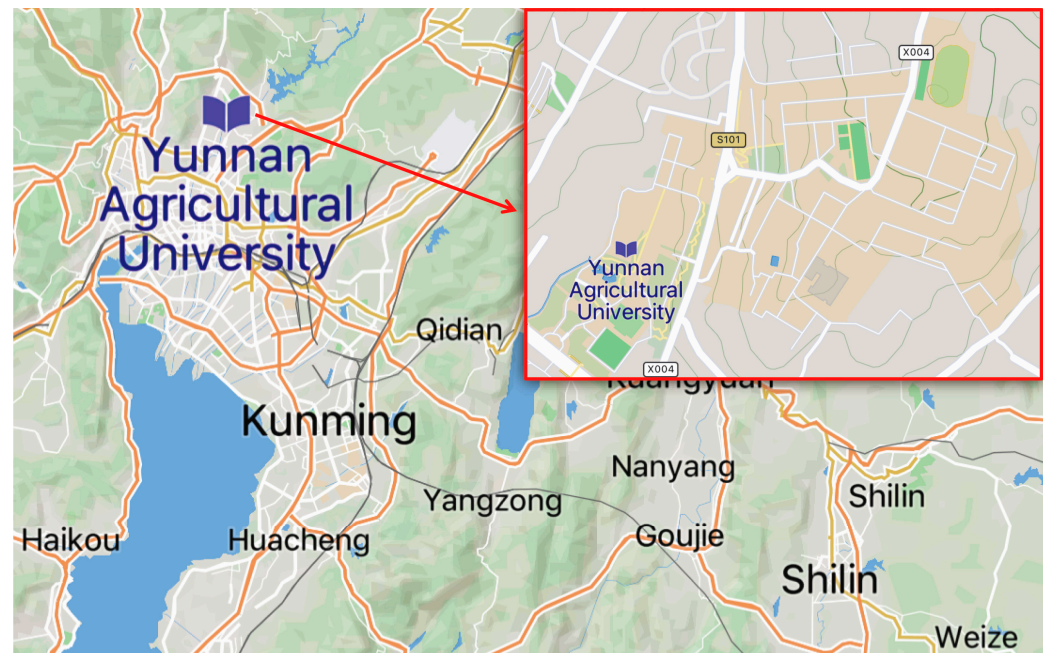 Yunnan
Agricultural
University
Qidian
Kunming
Kuangyuan
Nanyang
Yangzong
Shilin
Haikou
Huacheng
Goujie
Shilin
Weize
X004
S101
Yunnan
Agricultural
University
X004